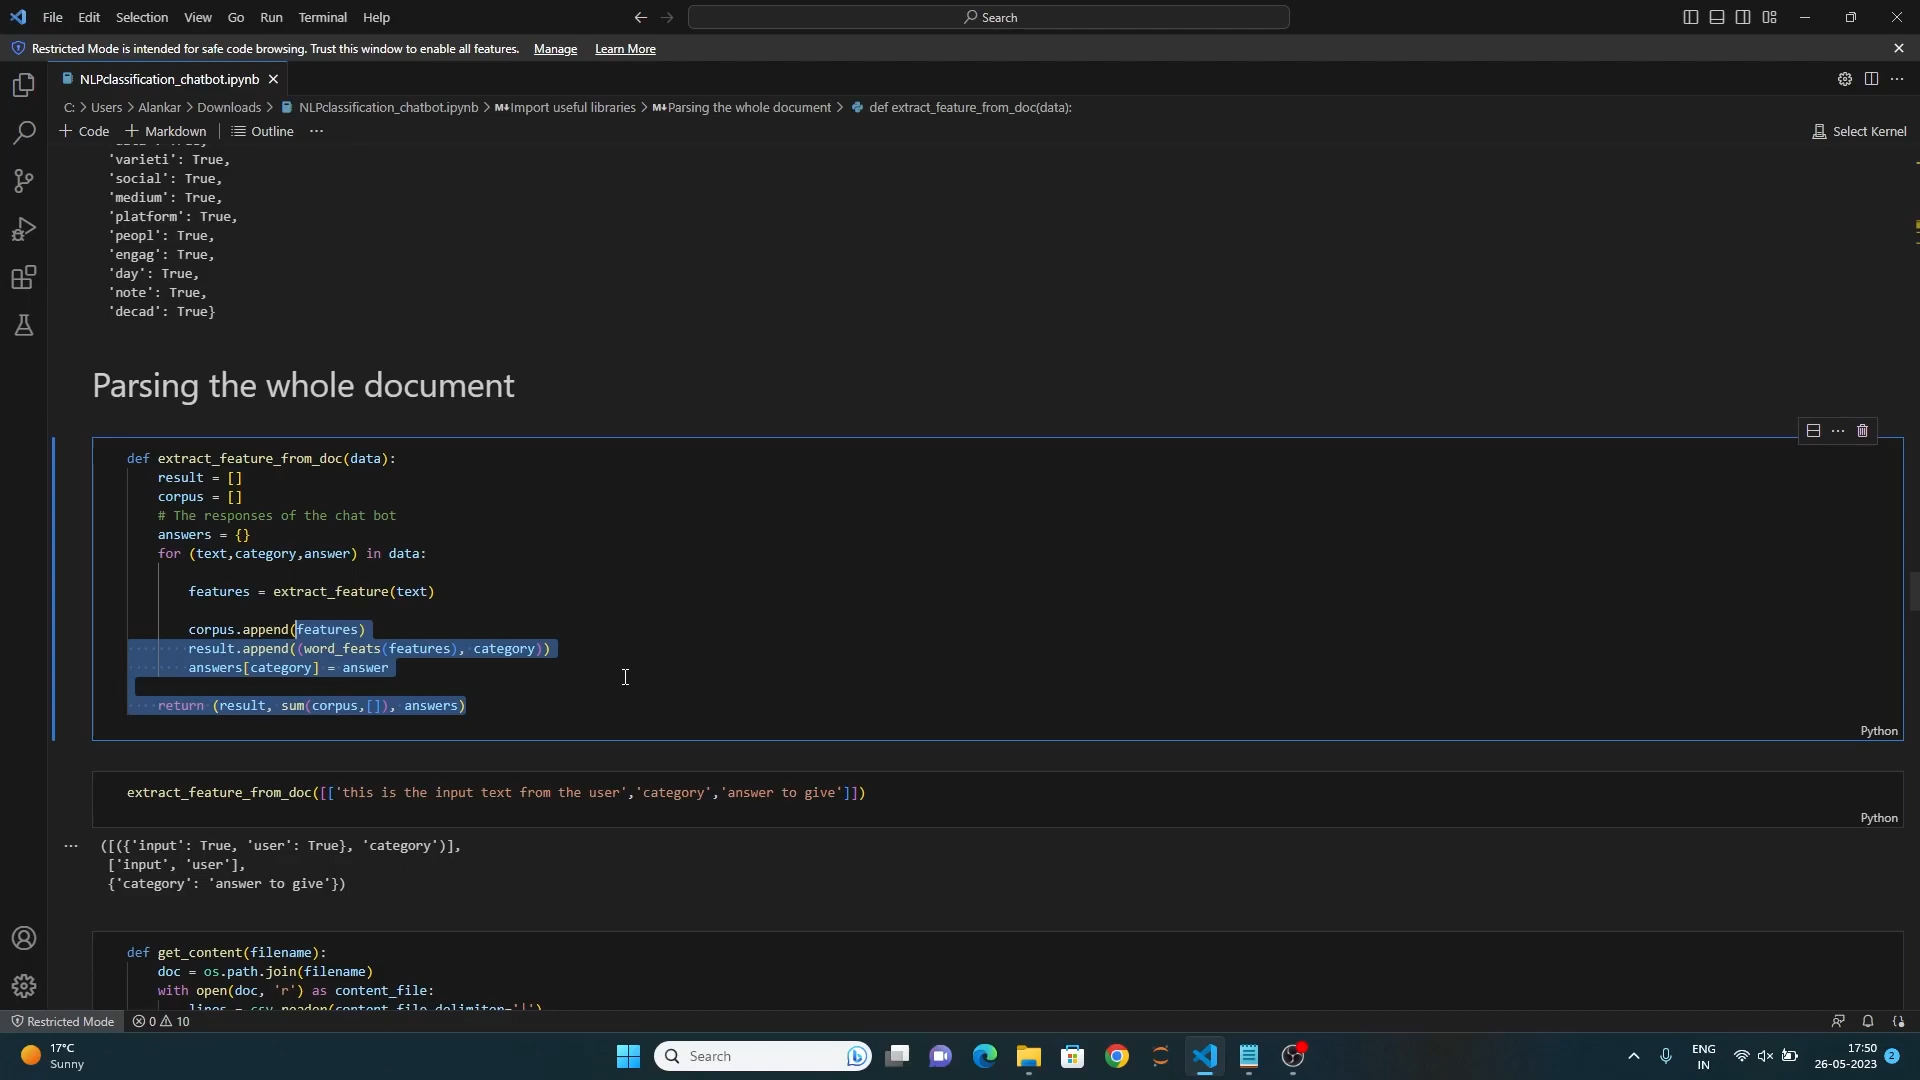 File Edit Selection View Go Run Terminal Help
Search
Restricted Mode is intended for safe code browsing. Trust this window to enable all features. Manage Learn More
NLPclassification_chatbot.ipynb
C: > Users > Alankar > Downloads > NLPclassification_chatbot.ipynb > M↓Import useful libraries > M↓Parsing the whole document > def extract_feature_from_doc(data):
+ Code + Markdown Outline ... Select Kernel
'varieti': True,
'social': True,
'medium': True,
'platform': True,
'peopl': True,
'engag': True,
'day': True,
'note': True,
'decad': True}
Parsing the whole document
def extract_feature_from_doc(data):
result = []
corpus = []
# The responses of the chat bot
answers = {}
for (text,category,answer) in data:
features = extract_feature(text)
corpus.append(features)
result.append((word_feats(features), category))
answers[category] = answer
return (result, sum(corpus,[]), answers)
Python
extract_feature_from_doc([['this is the input text from the user','category','answer to give']])
Python
... ([({'input': True, 'user': True}, 'category')],
['input', 'user'],
{'category': 'answer to give'})
def get_content(filename):
doc = os.path.join(filename)
with open(doc, 'r') as content_file:
lines = csv.reader(content_file,delimiter='|')
Restricted Mode 0 10
17°C
Sunny
Search
ENG
IN
17:50
26-05-2023
2